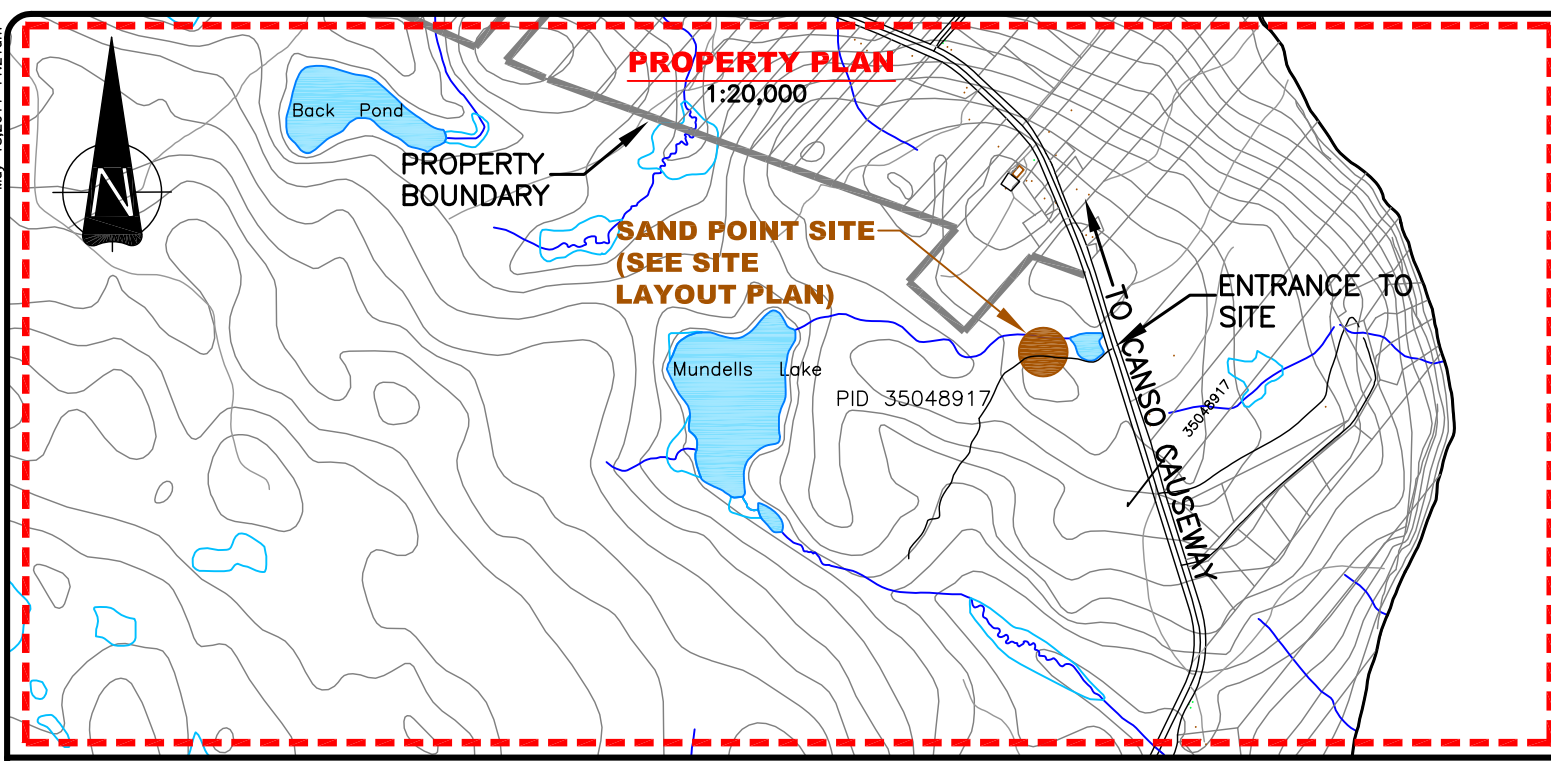 PROPERTY PLAN
1:20,000
Back Pond
N
PROPERTY
BOUNDARY
SAND POINT SITE
(SEE SITE
LAYOUT PLAN)
ENTRANCE TO
SITE
TO CANSO CAUSEWAY
Mundells Lake
PID 35048917
35048917